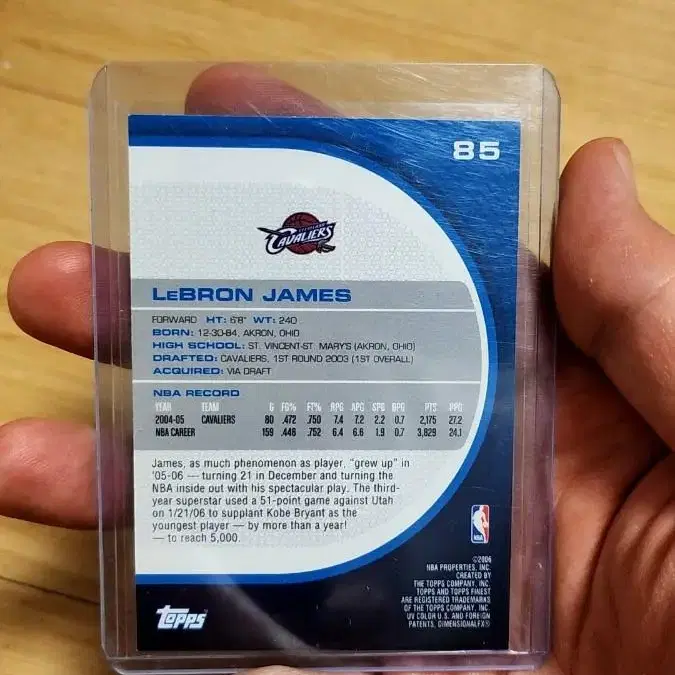 85
CAVALIERS
LeBRON JAMES
FORWARD HT: 6'8" WT: 240
BORN: 12-30-84, AKRON, OHIO
HIGH SCHOOL: ST. VINCENT-ST. MARY'S (AKRON, OHIO)
DRAFTED: CAVALIERS, 1ST ROUND 2003 (1ST OVERALL)
ACQUIRED: VIA DRAFT
NBA RECORD
YEAR TEAM G FG% FT% RPG APG SPG BPG PTS PPG
2004-05 CAVALIERS 80 .472 .750 7.4 7.2 2.2 0.7 2,175 27.2
NBA CAREER 159 .446 .752 6.4 6.6 1.9 0.7 3,829 24.1
James, as much phenomenon as player, "grew up" in
'05-06 — turning 21 in December and turning the
NBA inside out with his spectacular play. The third-
year superstar used a 51-point game against Utah
on 1/21/06 to supplant Kobe Bryant as the
youngest player — by more than a year!
— to reach 5,000.
NBA
©2006
NBA PROPERTIES, INC.
CREATED BY
THE TOPPS COMPANY, INC.
TOPPS AND TOPPS FINEST
ARE REGISTERED TRADEMARKS
OF THE TOPPS COMPANY, INC.
UV COLOR U.S. AND FOREIGN
PATENTS, DIMENSIONALFX®
Topps